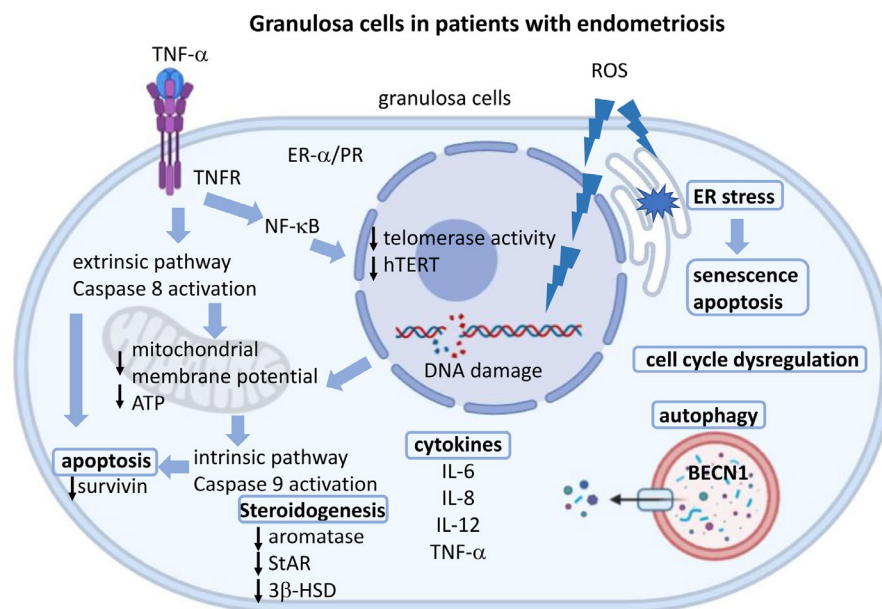 Granulosa cells in patients with endometriosis
TNF-α
ROS
granulosa cells
ER-α/PR
TNFR
NF-κB
ER stress
telomerase activity
hTERT
extrinsic pathway
Caspase 8 activation
senescence
apoptosis
mitochondrial
membrane potential
ATP
DNA damage
cell cycle dysregulation
autophagy
BECN1
apoptosis
survivin
intrinsic pathway
Caspase 9 activation
cytokines
IL-6
IL-8
IL-12
TNF-α
Steroidogenesis
aromatase
StAR
3β-HSD